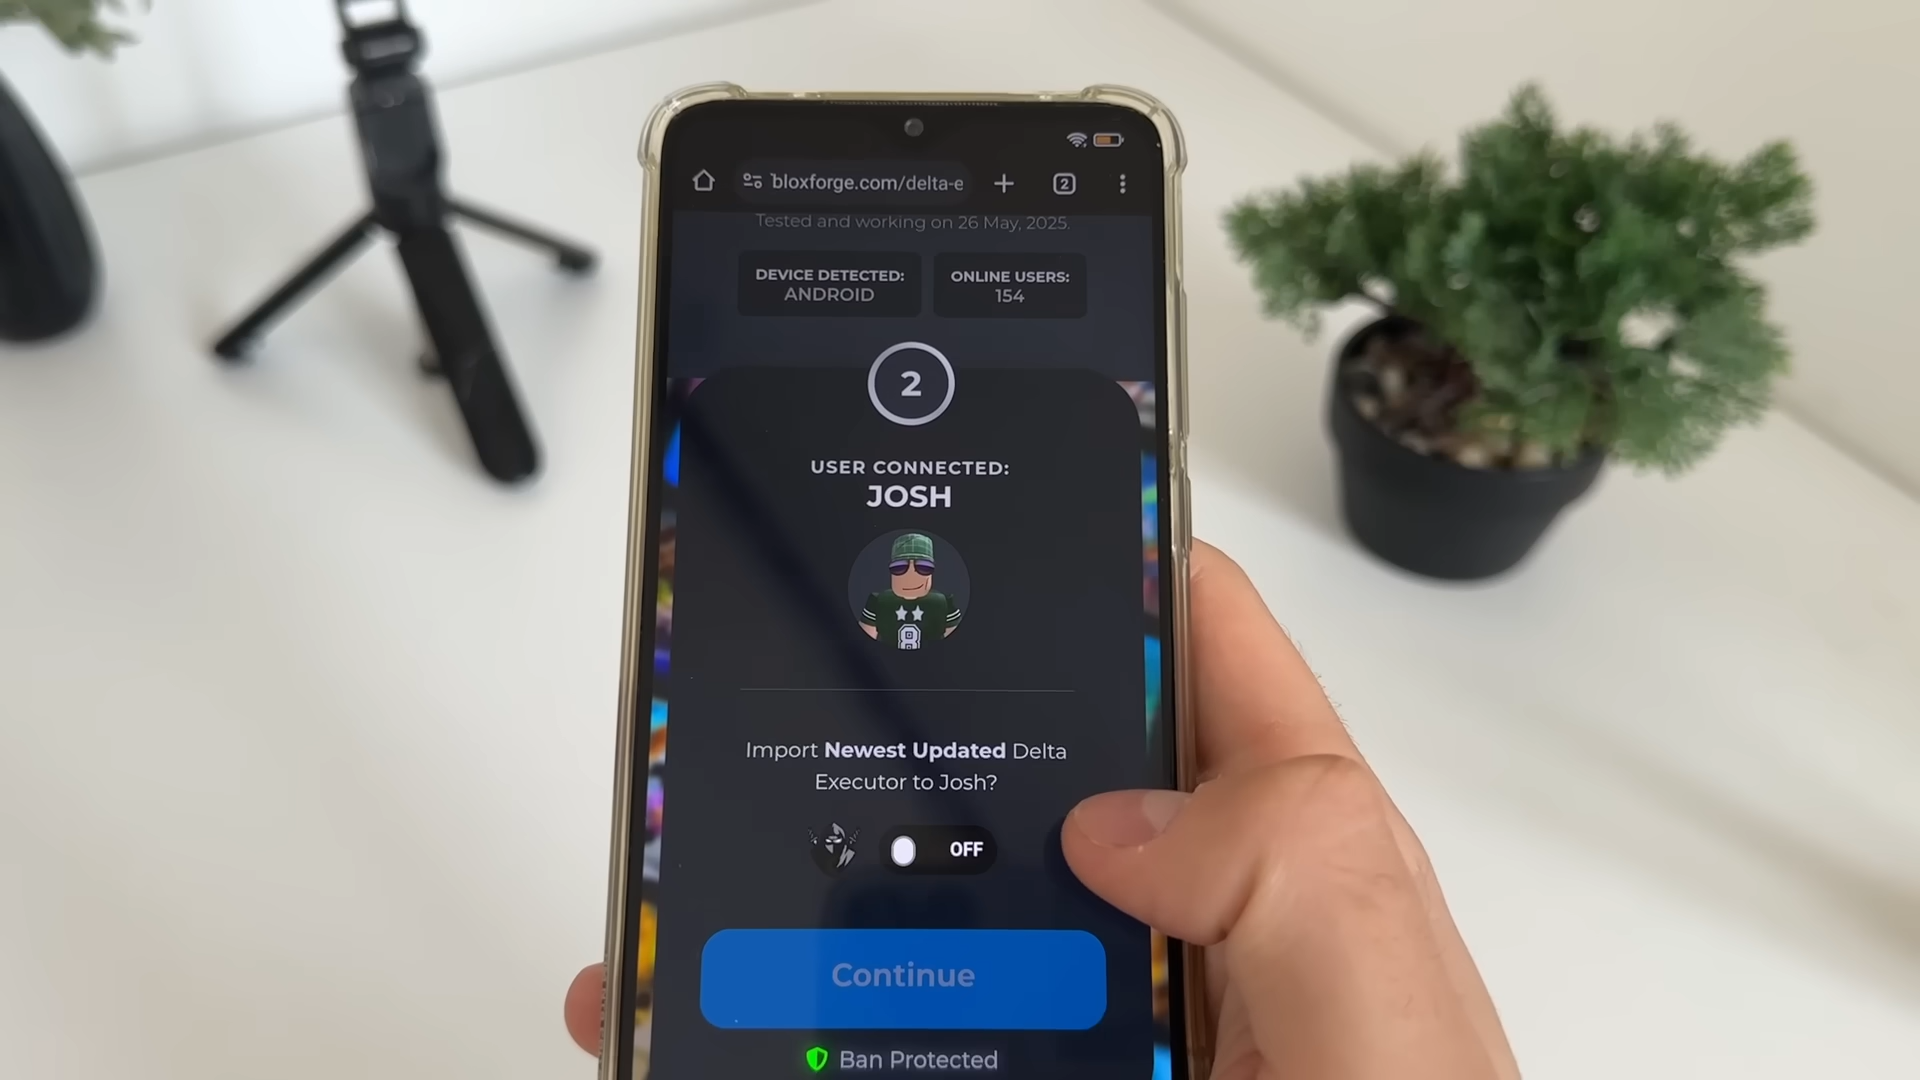 bloxforge.com/delta-e
2
Tested and working on 26 May, 2025.
DEVICE DETECTED:
ANDROID
ONLINE USERS:
154
2
USER CONNECTED:
JOSH
8
Import Newest Updated Delta
Executor to Josh?
OFF
Continue
Ban Protected